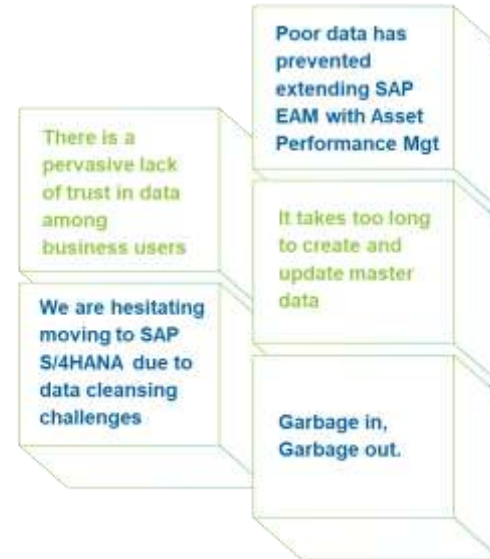 Poor data has
prevented
extending SAP
EAM with Asset
Performance Mgt
There is a
pervasive lack
of trust in data
among
business users
It takes too long
to create and
update master
data
We are hesitating
moving to SAP
S/4HANA due to
data cleansing
challenges
Garbage in,
Garbage out.